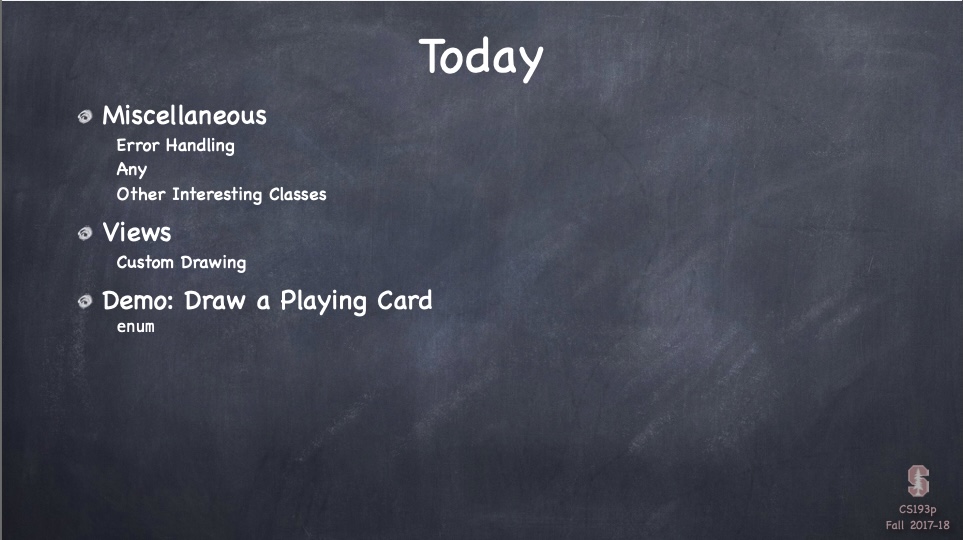 Today
Miscellaneous
Error Handling
Any
Other Interesting Classes
Views
Custom Drawing
Demo: Draw a Playing Card
enum
S
CS193p
Fall 2017-18